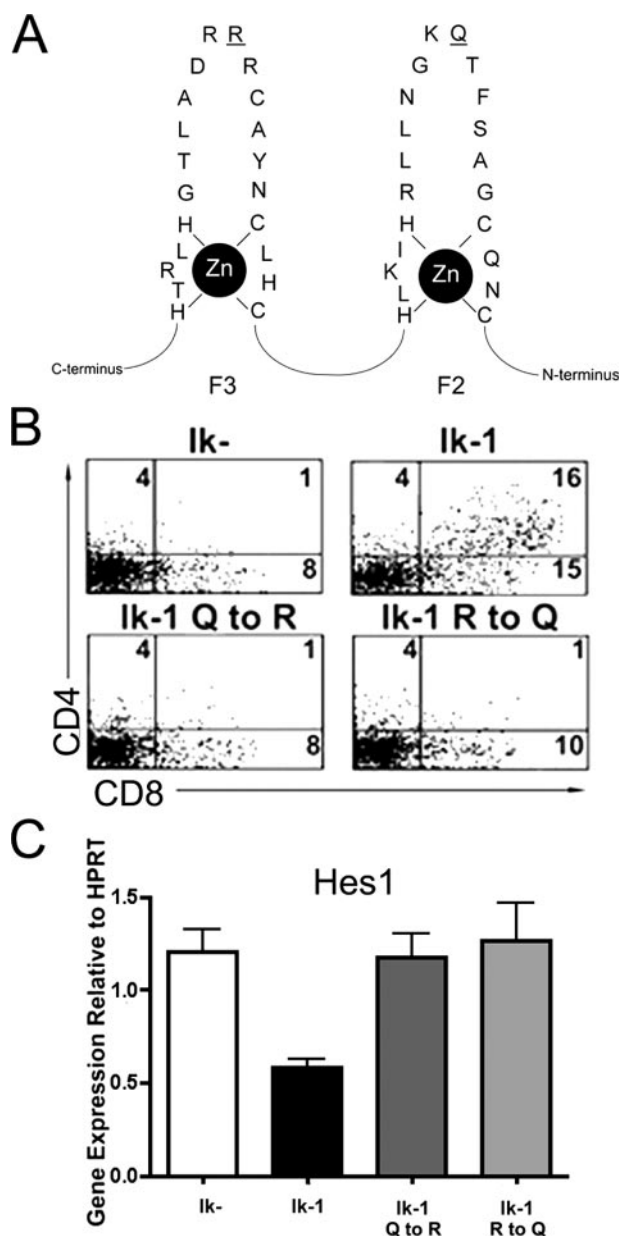 A
R R K Q
D R G T
A C N F
L A L S
T Y L A
G N R G
H C H C
L L I Q
R Zn H K Zn
T L N
H C H C
C-terminus N-terminus
F3 F2
B
Ik- Ik-1
4 1 4 16
8 15
Ik-1 Q to R Ik-1 R to Q
4 1 4 1
8 10
CD4
CD8
C
Hes1
Gene Expression Relative to HPRT
1.5
1.0
0.5
0.0
Ik- Ik-1 Ik-1 Ik-1
Q to R R to Q